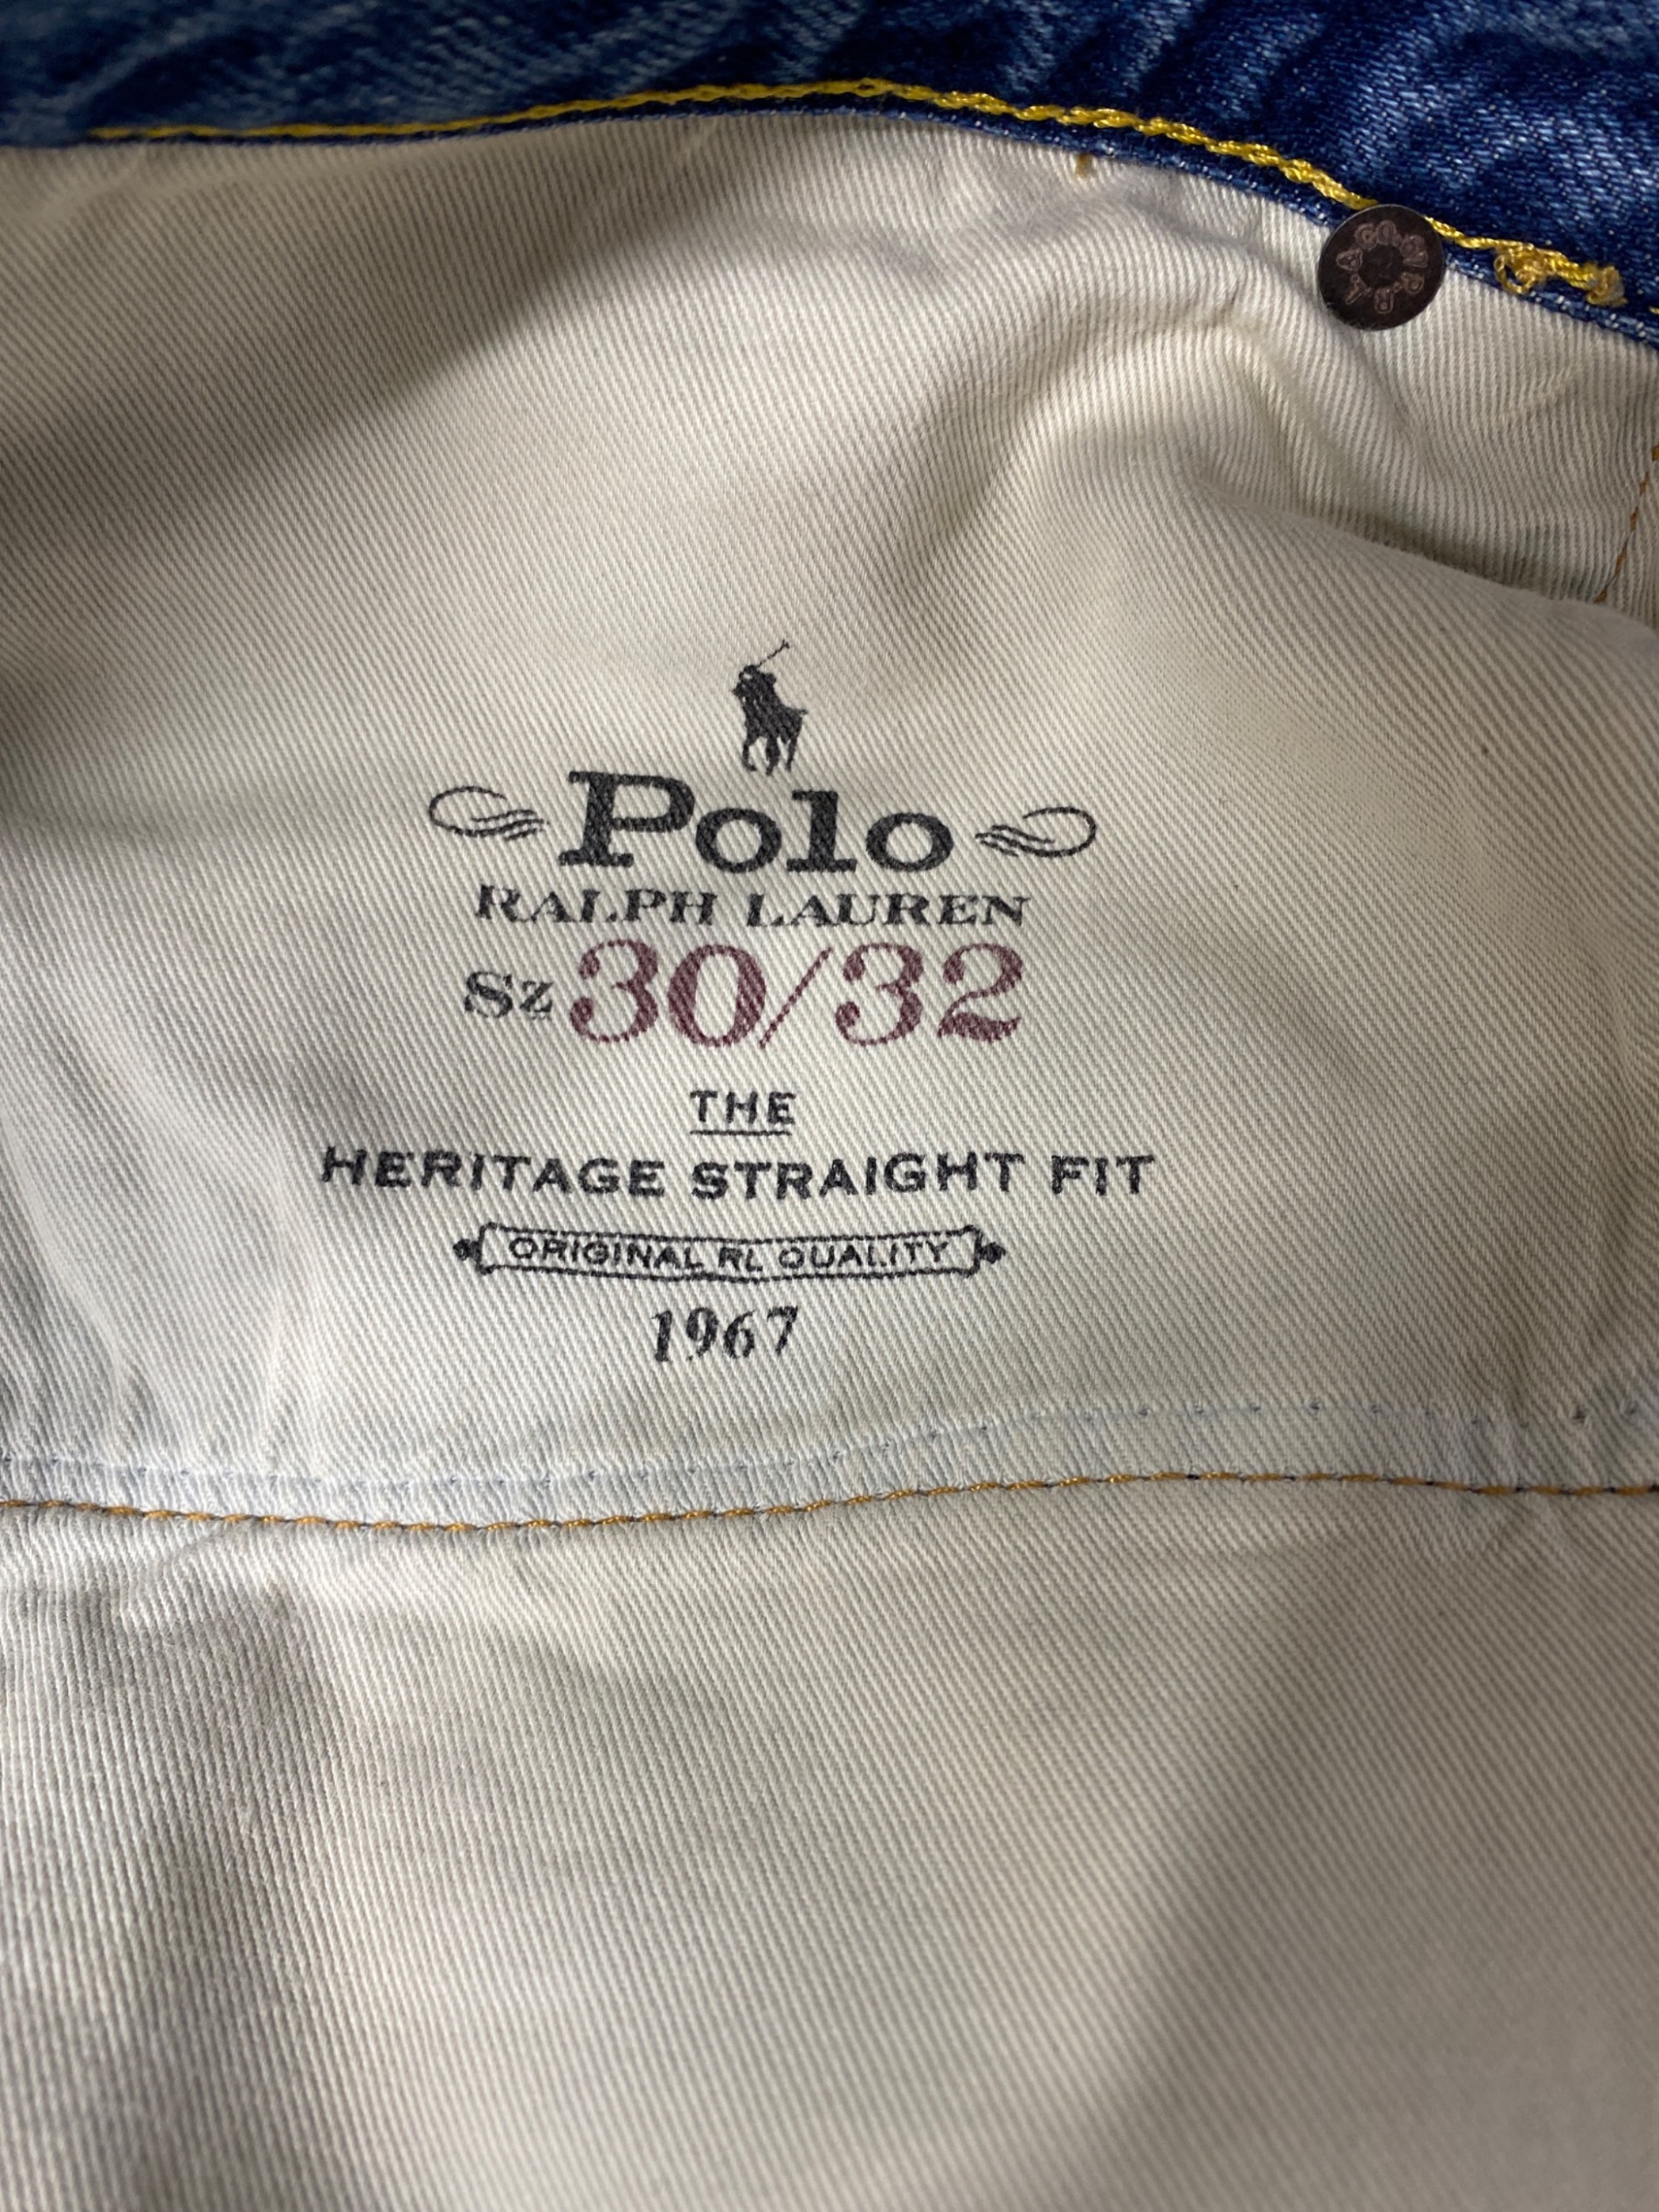 Polo
RALPH LAUREN
Sz 30/32
THE
HERITAGE STRAIGHT FIT
ORIGINAL RL QUALITY
1967